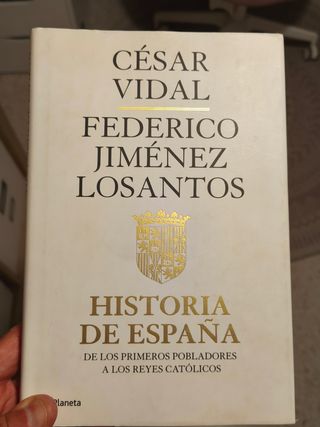 CÉSAR
VIDAL
FEDERICO
JIMÉNEZ
LOSANTOS
HISTORIA
DE ESPAÑA
DE LOS PRIMEROS POBLADORES
A LOS REYES CATÓLICOS
Planeta